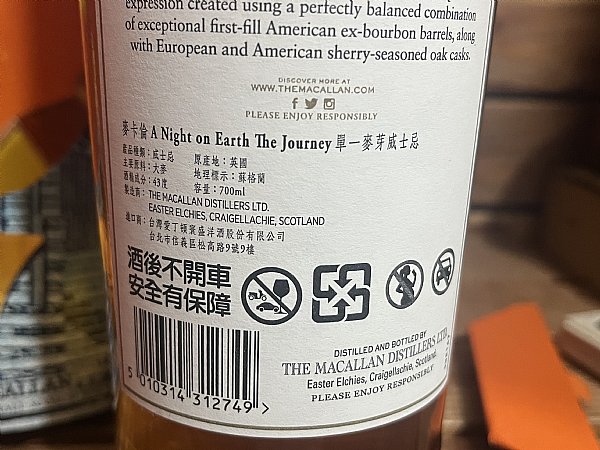 expression created using a perfectly balanced combination
of exceptional first-fill American ex-bourbon barrels, along
with European and American sherry-seasoned oak casks.
DISCOVER MORE AT
WWW.THEMACALLAN.COM
PLEASE ENJOY RESPONSIBLY
麥卡倫 A Night on Earth The Journey 單一麥芽威士忌
產品種類：威士忌 原產地：英國
主要原料：大麥 地理標示：蘇格蘭
酒精成分：43度 容量：700ml
製造商：THE MACALLAN DISTILLERS LTD.
EASTER ELCHIES, CRAIGELLACHIE, SCOTLAND
進口商：台灣愛丁頓寰盛洋酒股份有限公司
台北市信義區松高路9號9樓
酒後不開車
安全有保障
DISTILLED AND BOTTLED BY
THE MACALLAN DISTILLERS LTD.
Easter Elchies, Craigellachie, Scotland.
PLEASE ENJOY RESPONSIBLY
5 010314 312749 >